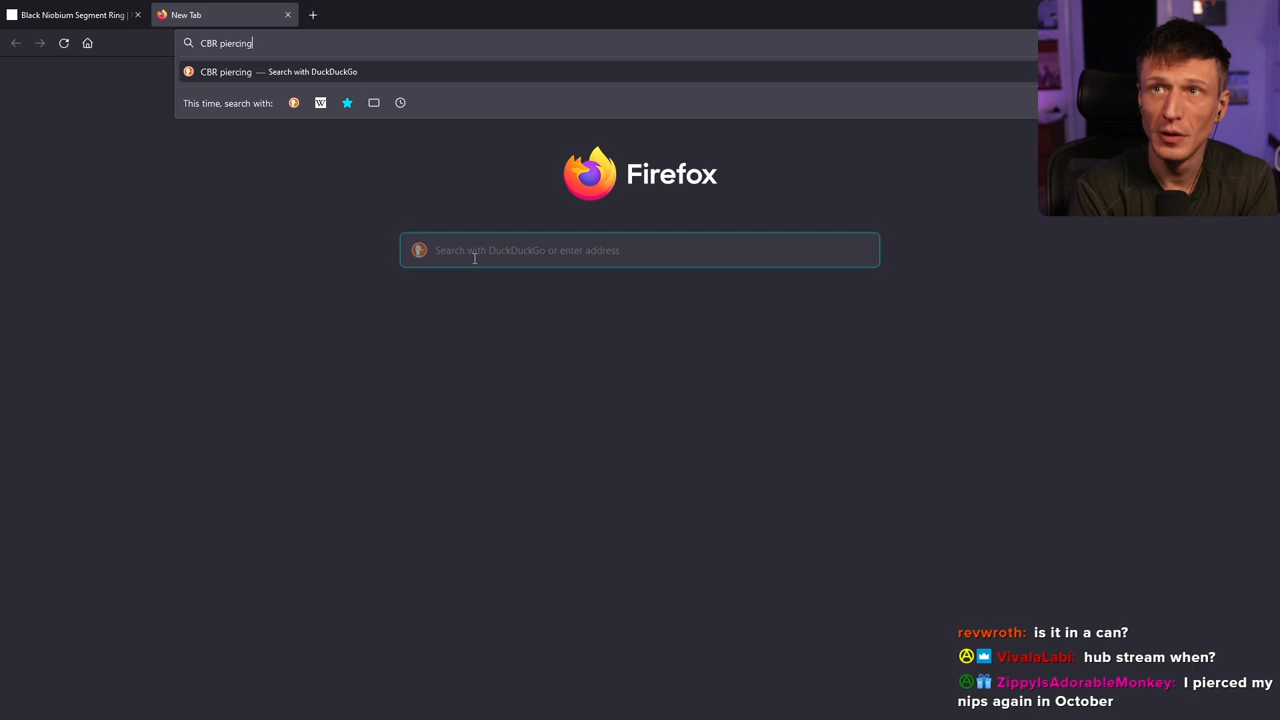 Black Niobium Segment Ring |
New Tab
CBR piercing
CBR piercing — Search with DuckDuckGo
This time, search with:
W
Firefox
Search with DuckDuckGo or enter address
revwroth: is it in a can?
VivalaLabi: hub stream when?
ZippyIsAdorableMonkey: I pierced my
nips again in October